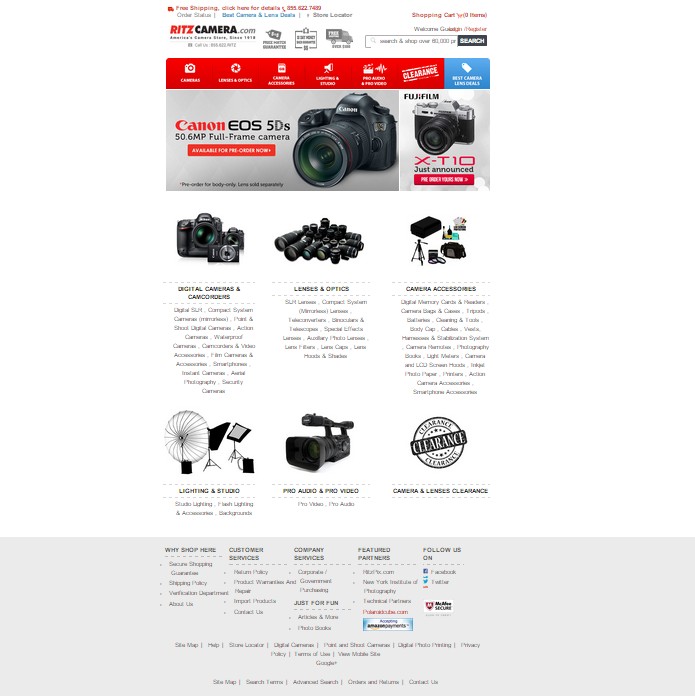 Free Shipping, click here for details 855.622.7489
Order Status | Best Camera & Lens Deals | Store Locator
Shopping Cart (0 Items)
RITZCAMERA.com
America's Camera Store, Since 1918
Call Us : 855.622.RITZ
PRICE MATCH GUARANTEE
MONEY BACK GUARANTEE
FREE SHIPPING
Welcome Guest
Login /Register
search & shop over 60,000 pr
SEARCH
CAMERAS
LENSES & OPTICS
CAMERA ACCESSORIES
LIGHTING & STUDIO
PRO AUDIO & PRO VIDEO
CLEARANCE
BEST CAMERA LENS DEALS
Canon EOS 5Ds
50.6MP Full-Frame camera
AVAILABLE FOR PRE-ORDER NOW
*Pre-order for body-only. Lens sold separately
Canon
FUJIFILM
X-T10
Just announced
PRE ORDER YOURS NOW
DIGITAL CAMERAS &
CAMCORDERS
Digital SLR , Compact System
Cameras (mirrorless) , Point &
Shoot Digital Cameras , Action
Cameras , Waterproof
Cameras , Camcorders & Video
Accessories , Film Cameras &
Accessories , Smartphones ,
Instant Cameras , Aerial
Photography , Security
Cameras
LENSES & OPTICS
SLR Lenses , Compact System
(Mirrorless) Lenses ,
Teleconverters , Binoculars &
Telescopes , Special Effects
Lenses , Auxiliary Photo Lenses ,
Lens Filters , Lens Caps , Lens
Hoods & Shades
CAMERA ACCESSORIES
Digital Memory Cards & Readers ,
Camera Bags & Cases , Tripods ,
Batteries , Cleaning & Tools ,
Body Cap , Cables , Vests,
Harnesses & Stabilization System
, Camera Remotes , Photography
Books , Light Meters , Camera
and LCD Screen Hoods , Inkjet
Photo Paper , Printers , Action
Camera Accessories ,
Smartphone Accessories
CLEARANCE
CLEARANCE
CLEARANCE
LIGHTING & STUDIO
Studio Lighting , Flash Lighting
& Accessories , Backgrounds
PRO AUDIO & PRO VIDEO
Pro Video , Pro Audio
CAMERA & LENSES CLEARANCE
WHY SHOP HERE
Secure Shopping
Guarantee
Shipping Policy
Verification Department
About Us
CUSTOMER
SERVICES
Return Policy
Product Warranties And
Repair
Import Products
Contact Us
COMPANY
SERVICES
Corporate /
Government
Purchasing
JUST FOR FUN
Articles & More
Photo Books
FEATURED
PARTNERS
RitzPix.com
New York Institute of
Photography
Technical Partners
Polaroidcube.com
Accepting
amazonpayments
FOLLOW US
ON
Facebook
Twitter
McAfee
SECURE
Site Map | Help | Store Locator | Digital Cameras | Point and Shoot Cameras | Digital Photo Printing | Privacy
Policy | Terms of Use | View Mobile Site
Google+
Site Map | Search Terms | Advanced Search | Orders and Returns | Contact Us